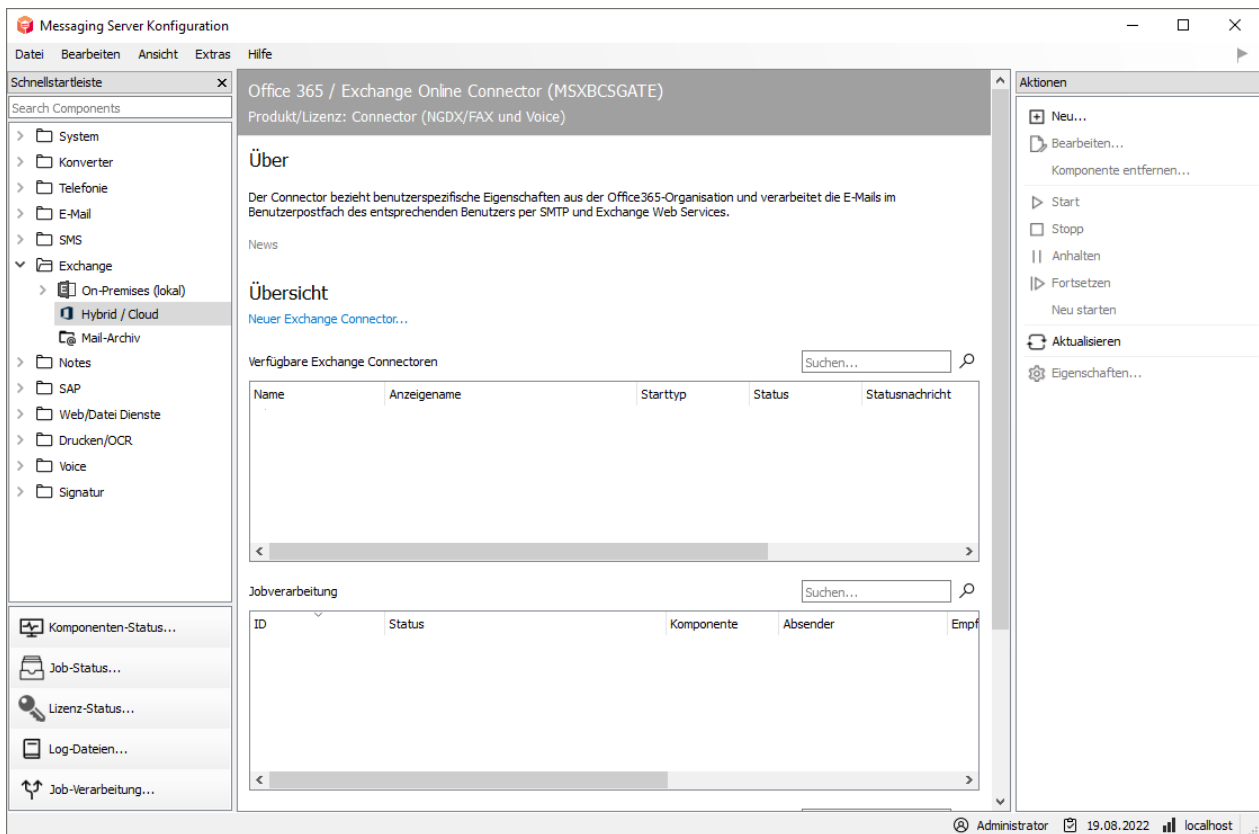 Messaging Server Konfiguration
Datei Bearbeiten Ansicht Extras Hilfe
Schnellstartleiste
Search Components
System
Konverter
Telefonie
E-Mail
SMS
Exchange
On-Premises (lokal)
Hybrid / Cloud
Mail-Archiv
Notes
SAP
Web/Datei Dienste
Drucken/OCR
Voice
Signatur
Komponenten-Status...
Job-Status...
Lizenz-Status...
Log-Dateien...
Job-Verarbeitung...
Office 365 / Exchange Online Connector (MSXBCSGATE)
Produkt/Lizenz: Connector (NGDX/FAX und Voice)
Über
Der Connector bezieht benutzerspezifische Eigenschaften aus der Office365-Organisation und verarbeitet die E-Mails im
Benutzerpostfach des entsprechenden Benutzers per SMTP und Exchange Web Services.
News
Übersicht
Neuer Exchange Connector...
Verfügbare Exchange Connectoren Suchen...
Name Anzeigename Starttyp Status Statusnachricht
Jobverarbeitung Suchen...
ID Status Komponente Absender Empf
Aktionen
Neu...
Bearbeiten...
Komponente entfernen...
Start
Stopp
Anhalten
Fortsetzen
Neu starten
Aktualisieren
Eigenschaften...
Administrator 19.08.2022 localhost